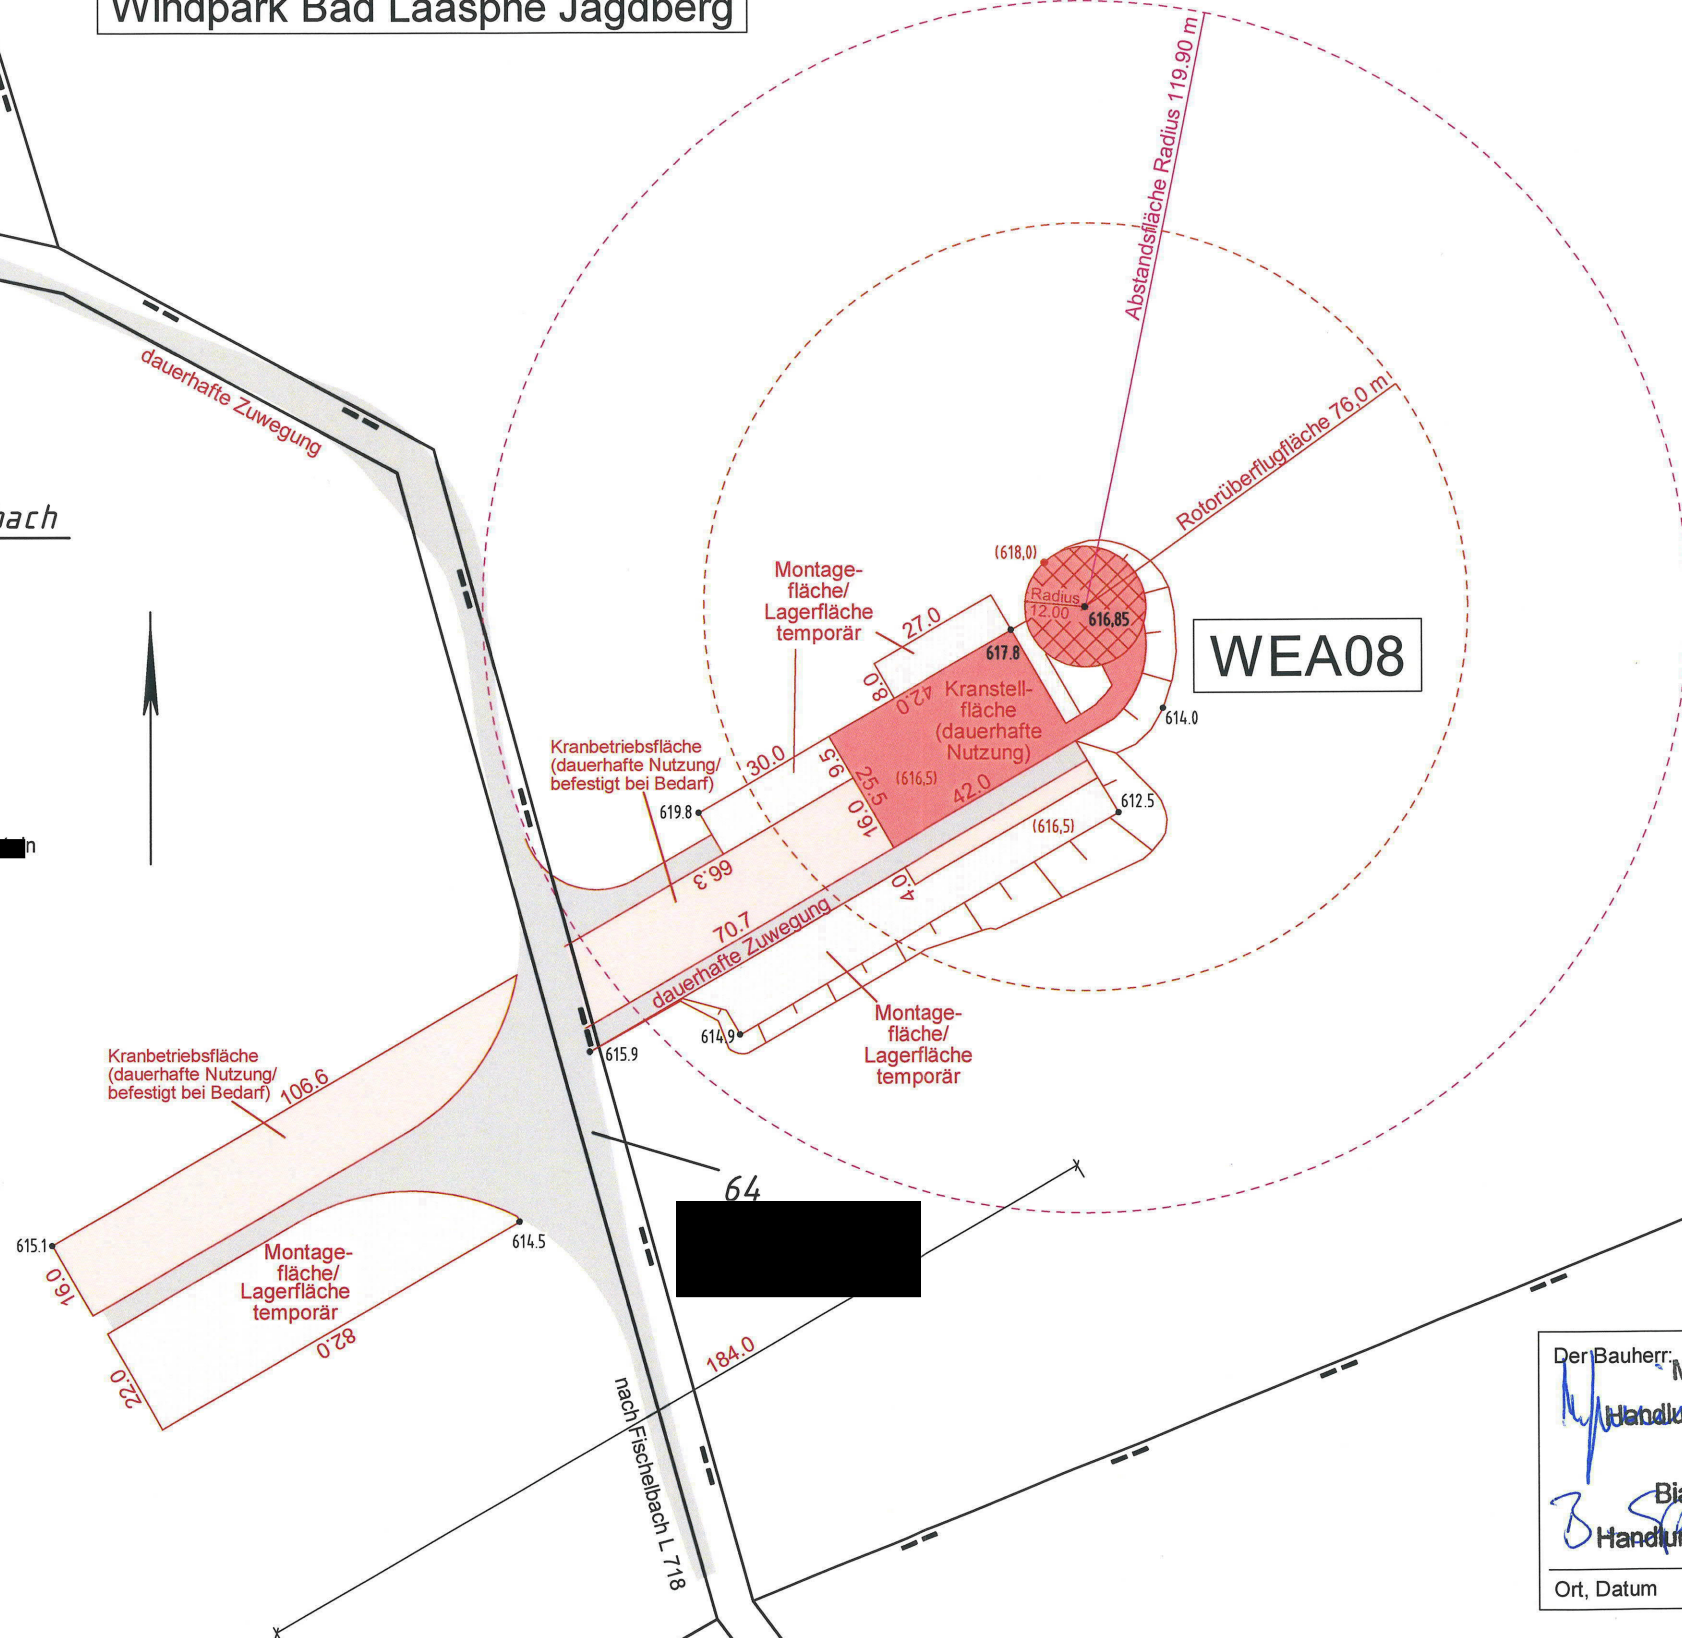 Windpark Bad Laasphe Jagdberg
Abstandsfläche Radius 119.90 m
Rotorüberflugfläche 76,0 m
dauerhafte Zuwegung
Montage-
fläche/
Lagerfläche
temporär
(618,0)
Radius
12.00
616,85
WEA08
27.0
617.8
8.0
42.0
Kranstell-
fläche
(dauerhafte
Nutzung)
614.0
Kranbetriebsfläche
(dauerhafte Nutzung/
befestigt bei Bedarf)
30.0
9.5
25.5
(616,5)
42.0
16.0
619.8
612.5
(616,5)
66.3
4.0
70.7
dauerhafte Zuwegung
614.9
615.9
Montage-
fläche/
Lagerfläche
temporär
Kranbetriebsfläche
(dauerhafte Nutzung/
befestigt bei Bedarf)
106.6
64
615.1
16.0
614.5
Montage-
fläche/
Lagerfläche
temporär
82.0
22.0
184.0
nach Fischelbach L 718
Der Bauherr:
Ort, Datum